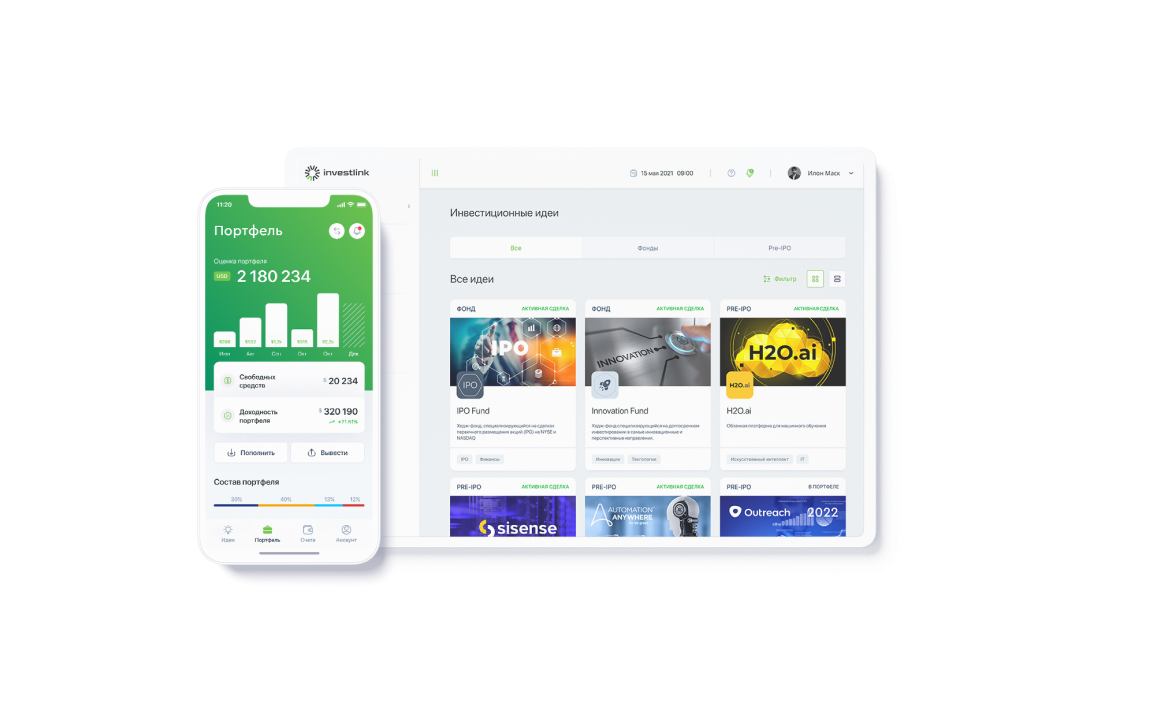 investlink
15 мая 2021 09:00
Илон Маск
Инвестиционные идеи
Все
Фонды
Pre-IPO
Все идеи
Фильтр
ФОНД
АКТИВНАЯ СДЕЛКА
IPO
IPO
IPO Fund
Хедж-фонд, специализирующийся на сделках
первичного размещения акций (IPO) на NYSE и
NASDAQ
IPO
Финансы
ФОНД
АКТИВНАЯ СДЕЛКА
INNOVATION
Innovation Fund
Хедж-фонд специализирующийся на долгосрочном
инвестировании в самые инновационные и
перспективные направления.
Инновации
Технологии
PRE-IPO
АКТИВНАЯ СДЕЛКА
H2O.ai
H2O.ai
H2O.ai
Облачная платформа для машинного обучения
Искусственный интеллект
IT
PRE-IPO
АКТИВНАЯ СДЕЛКА
sisense
PRE-IPO
АКТИВНАЯ СДЕЛКА
AUTOMATION
ANYWHERE
PRE-IPO
В ПОРТФЕЛЕ
Outreach
2022
11:20
Портфель
Оценка портфеля
USD 2 180 234
Июн
Авг
Сен
Окт
Окт
Дек
Свободных
средств
$ 20 234
Доходность
портфеля
$ 320 190
+21.51%
Пополнить
Вывести
Состав портфеля
30%
40%
10%
12%
Идеи
Портфель
Счета
Аккаунт